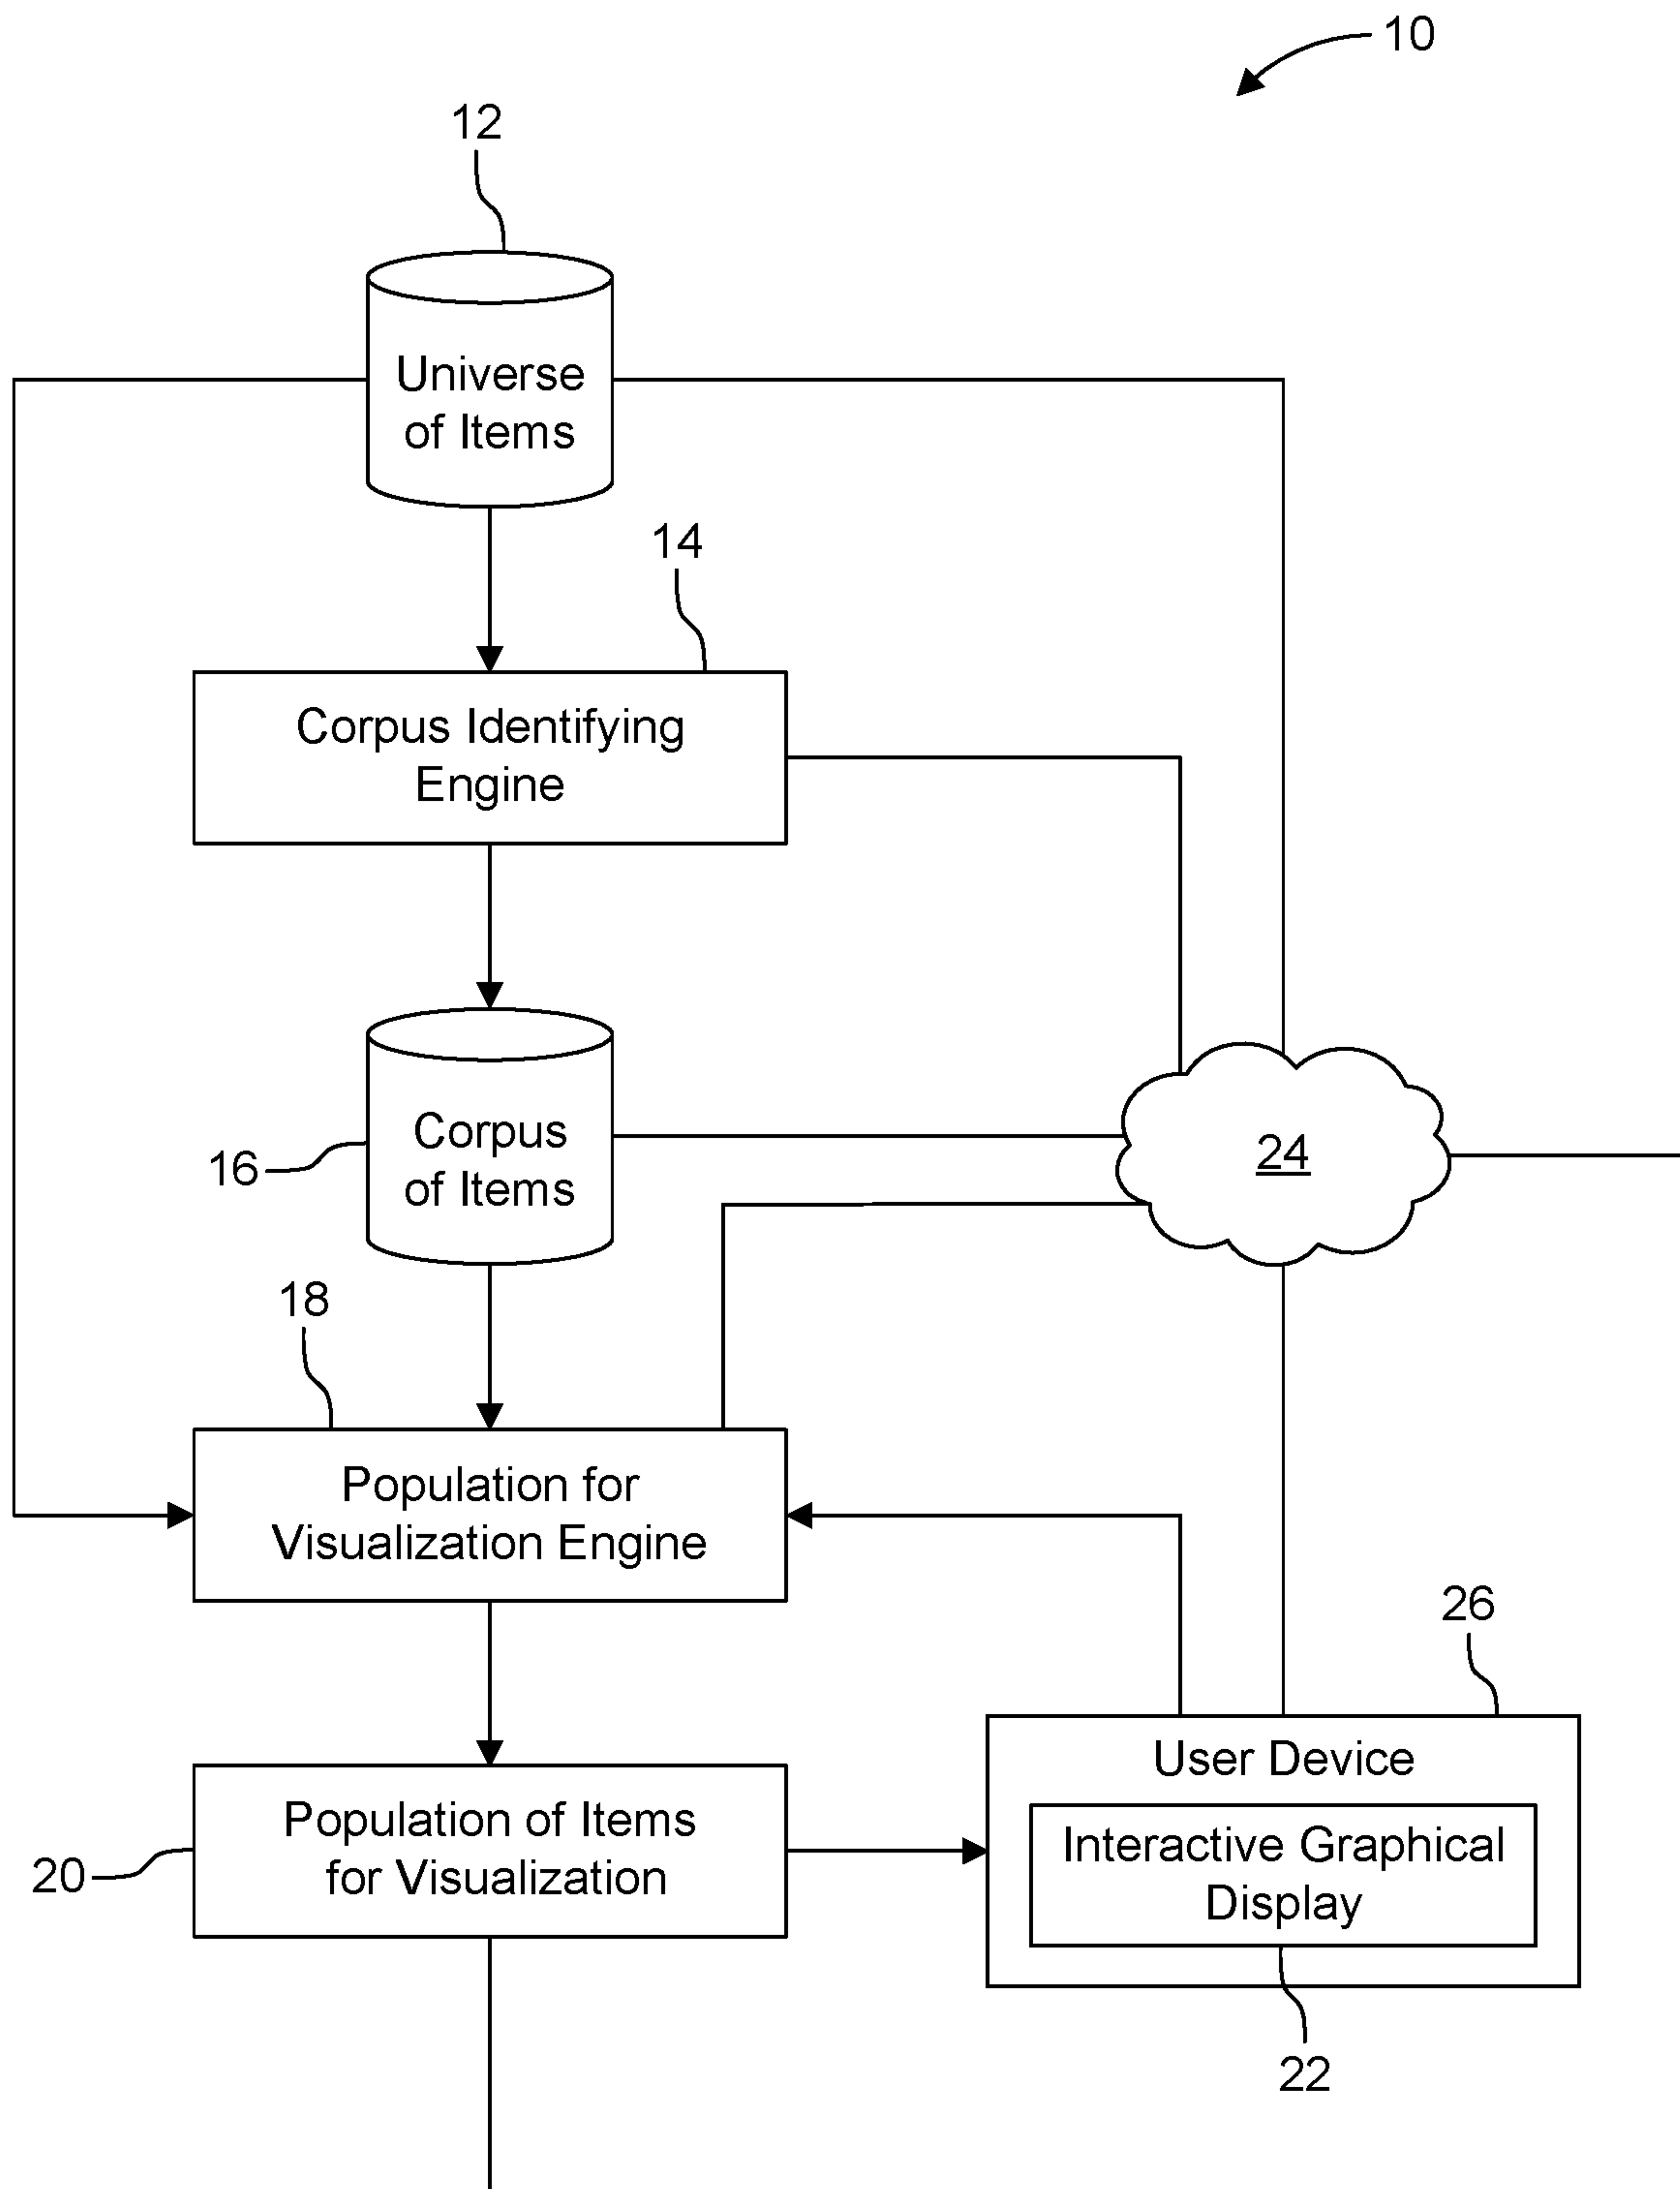 10
12
Universe
of Items
14
Corpus Identifying
Engine
16
Corpus
of Items
24
18
Population for
Visualization Engine
26
User Device
Interactive Graphical
Display
20
Population of Items
for Visualization
22